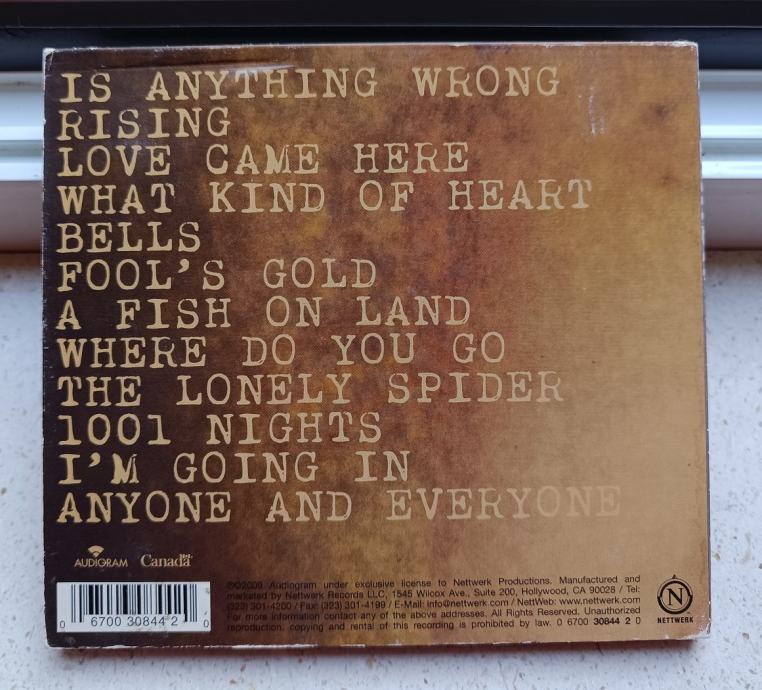 IS ANYTHING WRONG
RISING
LOVE CAME HERE
WHAT KIND OF HEART
BELLS
FOOL'S GOLD
A FISH ON LAND
WHERE DO YOU GO
THE LONELY SPIDER
1001 NIGHTS
I'M GOING IN
ANYONE AND EVERYONE
AUDIOGRAM Canada
℗©2009 Audiogram under exclusive license to Nettwerk Productions. Manufactured and
marketed by Nettwerk Records LLC, 1545 Wilcox Ave., Suite 200, Hollywood, CA 90028 / Tel:
(323) 301-4200 / Fax: (323) 301-4199 / E-Mail: info@nettwerk.com / NettWeb: www.nettwerk.com
For more information contact any of the above addresses. All Rights Reserved. Unauthorized
reproduction, copying and rental of this recording is prohibited by law. 0 6700 30844 2 0
0 6700 30844 2 0
N
NETTWERK